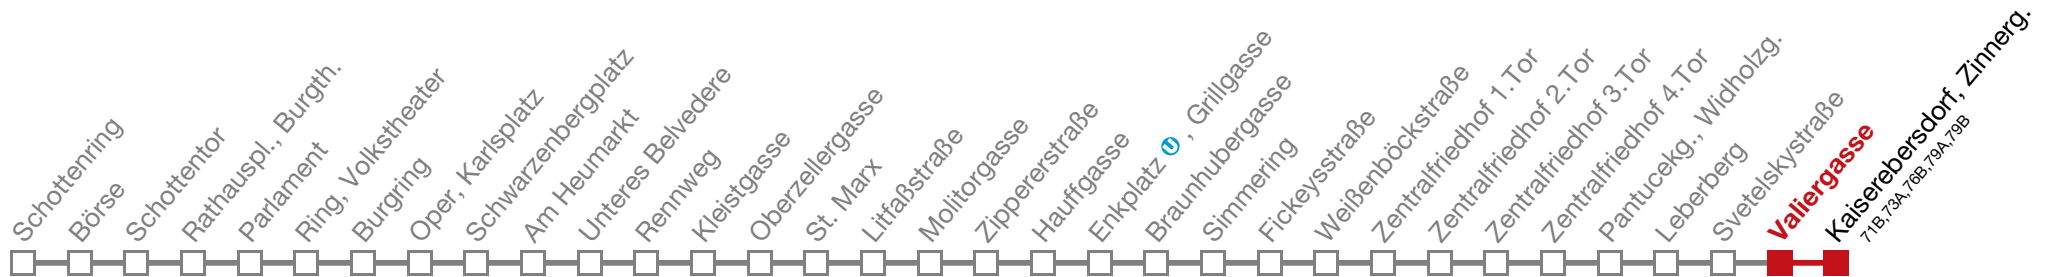 Schottenring
Börse
Schottentor
Rathauspl., Burgth.
Parlament
Ring, Volkstheater
Burgring
Oper, Karlsplatz
Schwarzenbergplatz
Am Heumarkt
Unteres Belvedere
Rennweg
Kleistgasse
Oberzellergasse
St. Marx
Litfaßstraße
Molitorgasse
Zippererstraße
Hauffgasse
Enkplatz U , Grillgasse
Braunhubergasse
Simmering
Fickeysstraße
Weißenböckstraße
Zentralfriedhof 1.Tor
Zentralfriedhof 2.Tor
Zentralfriedhof 3.Tor
Zentralfriedhof 4.Tor
Pantucekg., Widholzg.
Leberberg
Svetelskystraße
Valiergasse
Kaiserebersdorf, Zinnerg.
71B,73A,76B,79A,79B